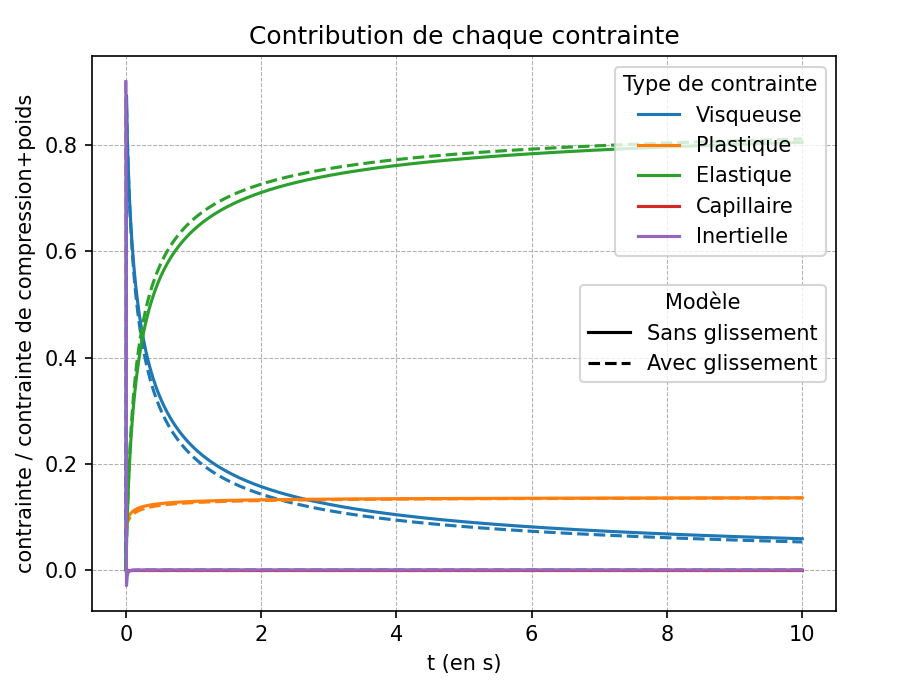 Contribution de chaque contrainte
contrainte / contrainte de compression+poids
0.8
0.6
0.4
0.2
0.0
Type de contrainte
Visqueuse
Plastique
Elastique
Capillaire
Inertielle
Modèle
Sans glissement
Avec glissement
0 2 4 6 8 10
t (en s)